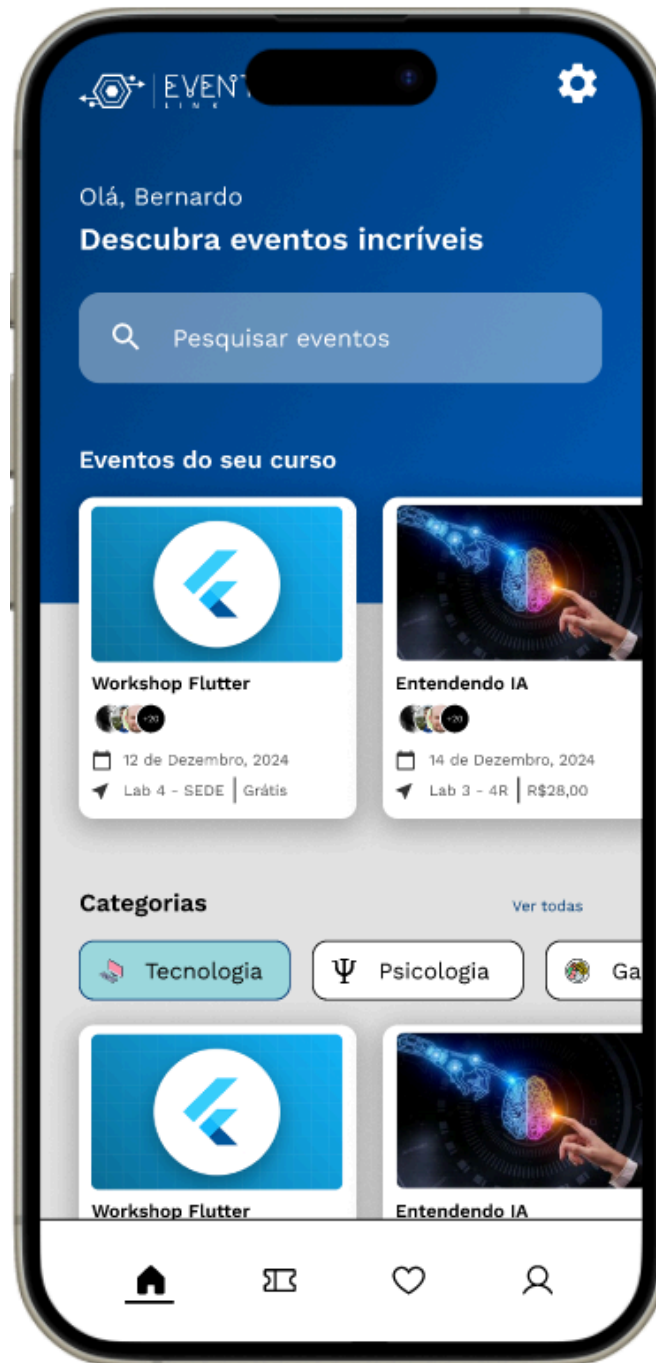 EVENT
LINK
Olá, Bernardo
Descubra eventos incríveis
Pesquisar eventos
Eventos do seu curso
Workshop Flutter
+20
12 de Dezembro, 2024
Lab 4 - SEDE | Grátis
Entendendo IA
+20
14 de Dezembro, 2024
Lab 3 - 4R | R$28,00
Categorias
Ver todas
Tecnologia
Ψ Psicologia
Ga
Workshop Flutter
Entendendo IA